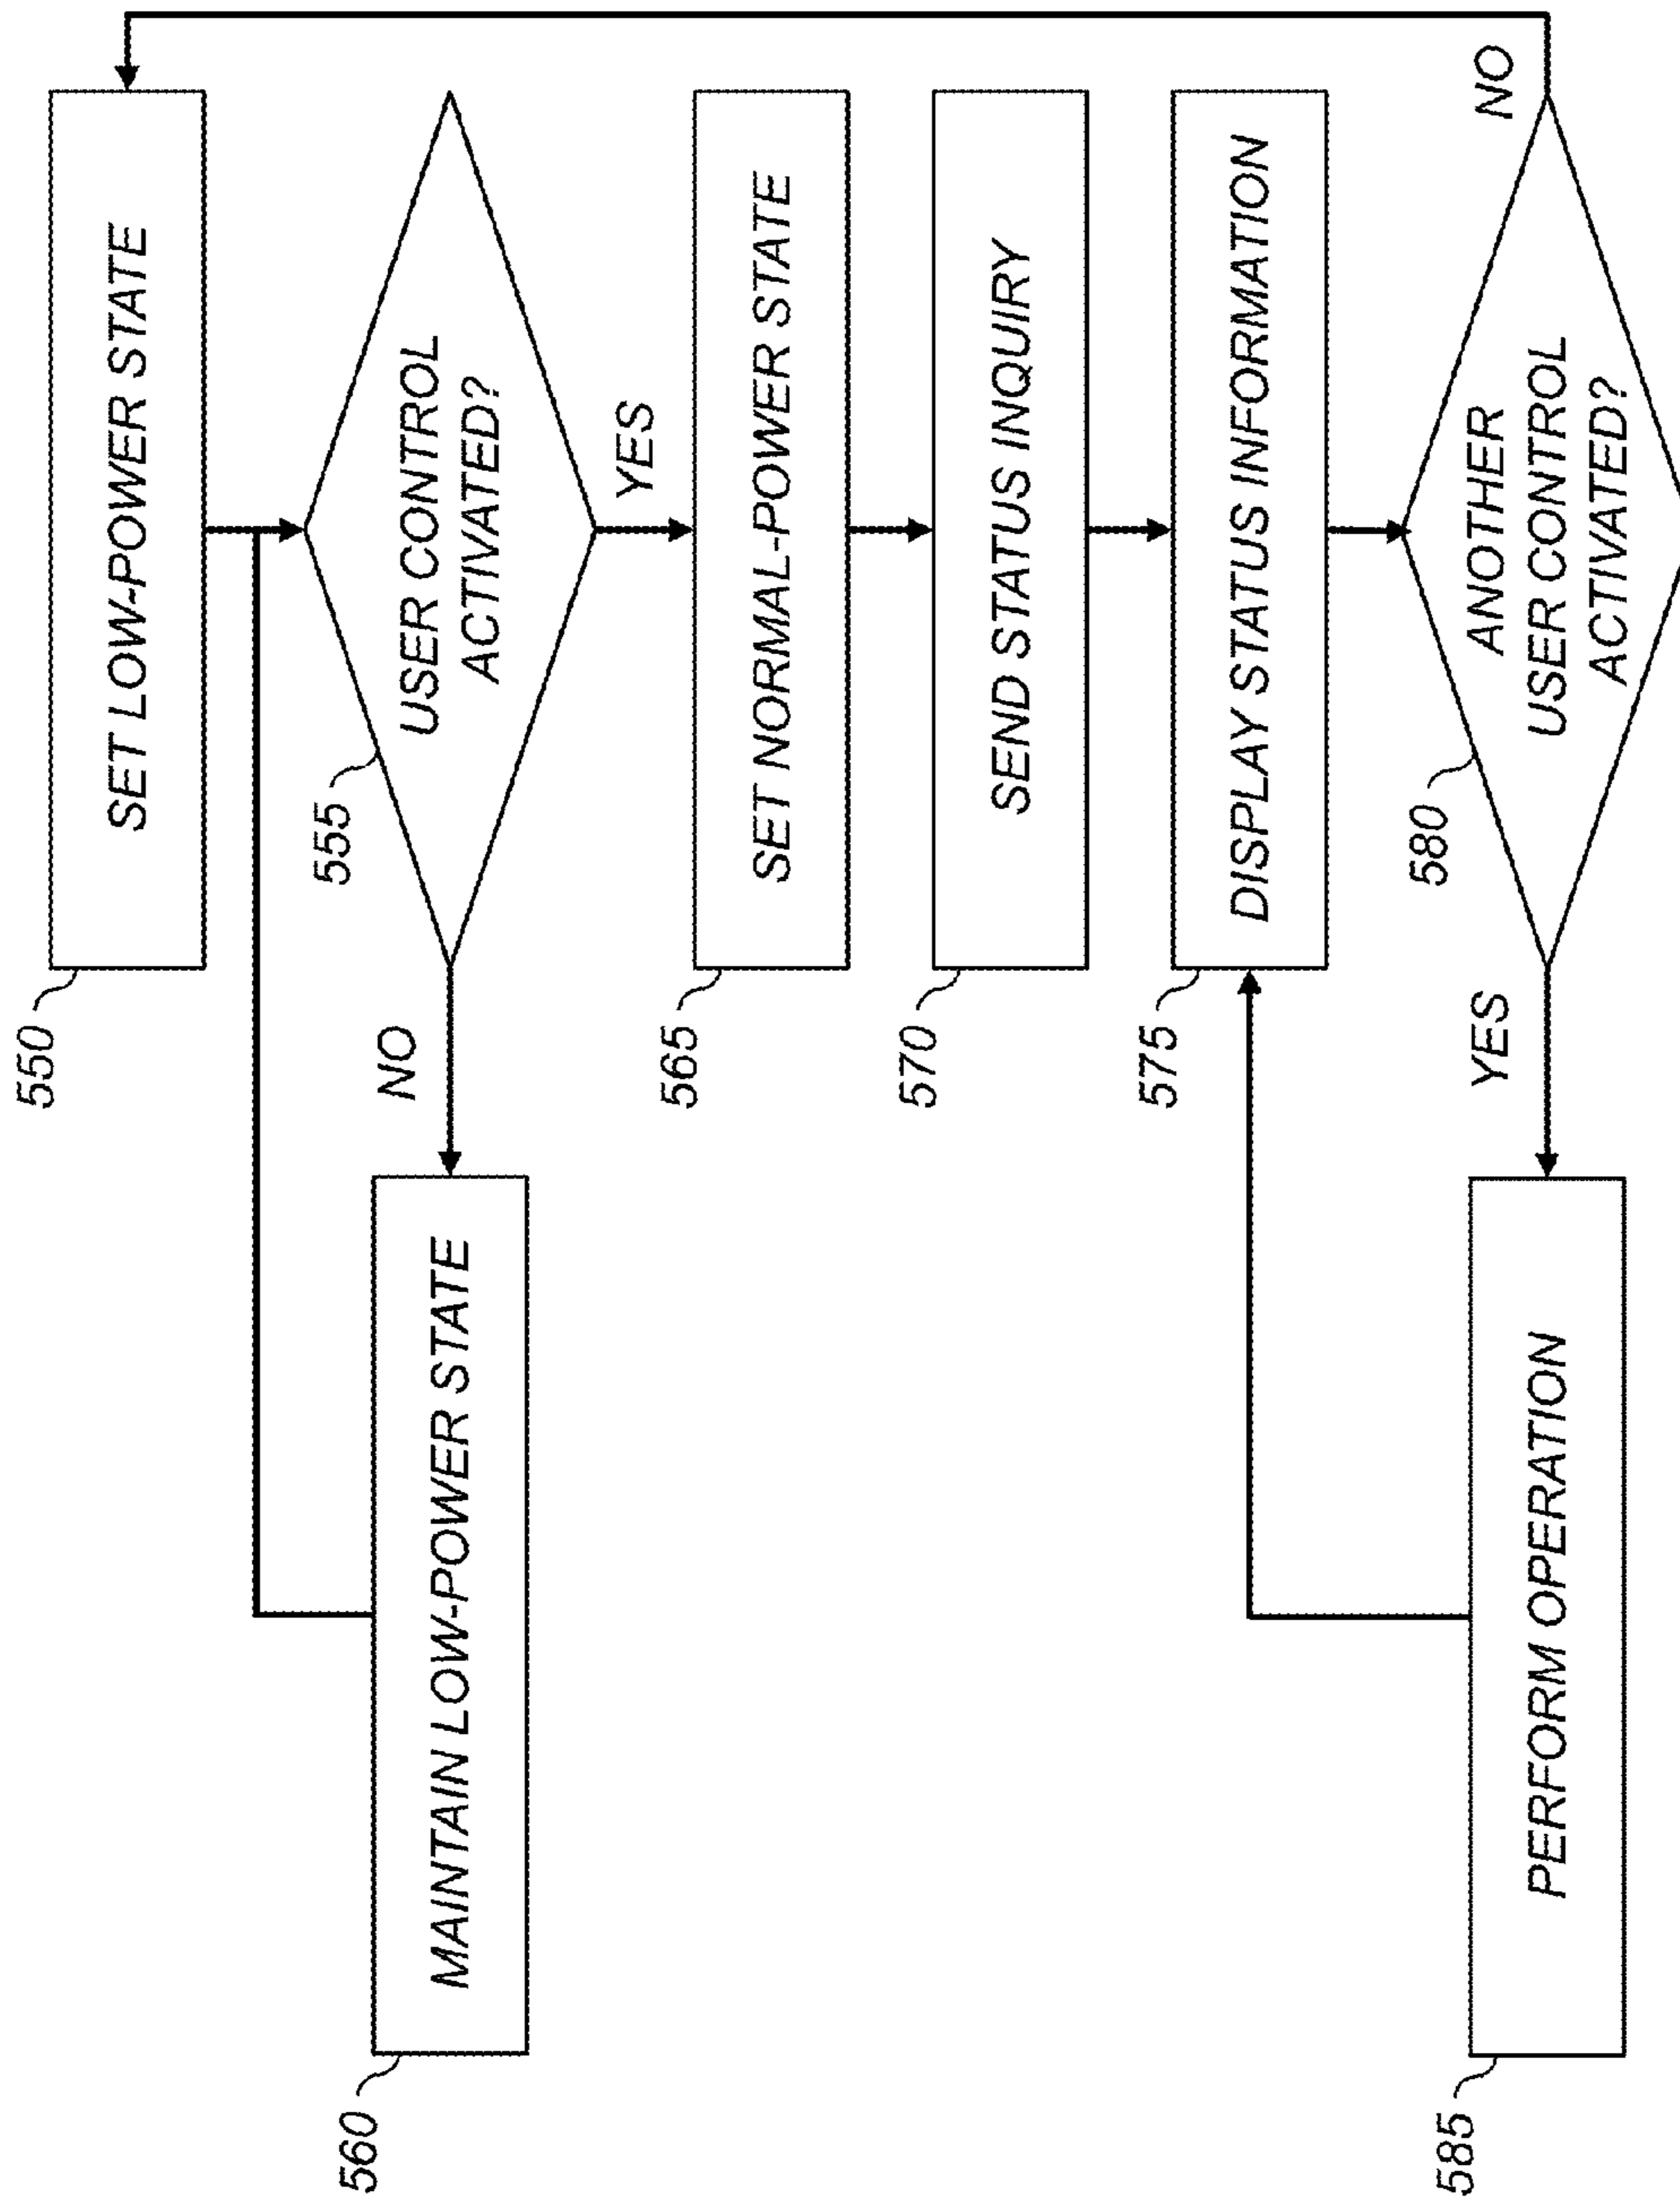 550
SET LOW-POWER STATE
555
USER CONTROL
ACTIVATED?
NO
YES
560
MAINTAIN LOW-POWER STATE
565
SET NORMAL-POWER STATE
570
SEND STATUS INQUIRY
575
DISPLAY STATUS INFORMATION
580
ANOTHER
USER CONTROL
ACTIVATED?
YES
NO
585
PERFORM OPERATION